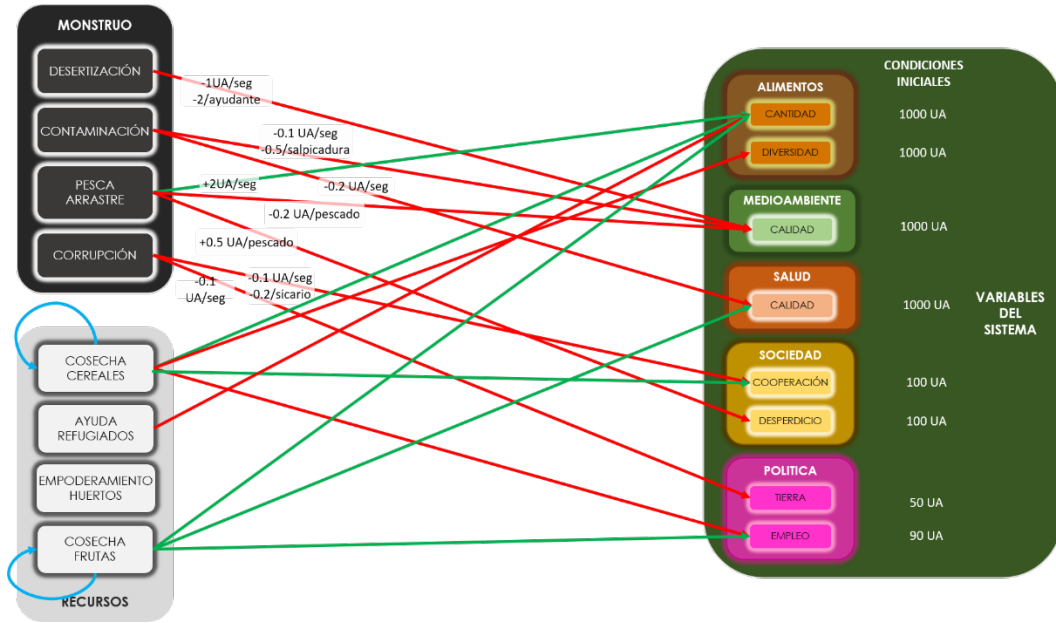 MONSTRUO
DESERTIZACIÓN
CONTAMINACIÓN
PESCA
ARRASTRE
CORRUPCIÓN
-1UA/seg
-2/ayudante
-0.1 UA/seg
-0.5/salpicadura
+2UA/seg
-0.2 UA/seg
-0.2 UA/pescado
+0.5 UA/pescado
-0.1
UA/seg
-0.1 UA/seg
-0.2/sicario
COSECHA
CEREALES
AYUDA
REFUGIADOS
EMPODERAMIENTO
HUERTOS
COSECHA
FRUTAS
RECURSOS
CONDICIONES
INICIALES
ALIMENTOS
CANTIDAD
1000 UA
DIVERSIDAD
1000 UA
MEDIOAMBIENTE
CALIDAD
1000 UA
SALUD
CALIDAD
1000 UA
VARIABLES
DEL
SISTEMA
SOCIEDAD
COOPERACIÓN
100 UA
DESPERDICIO
100 UA
POLITICA
TIERRA
50 UA
EMPLEO
90 UA